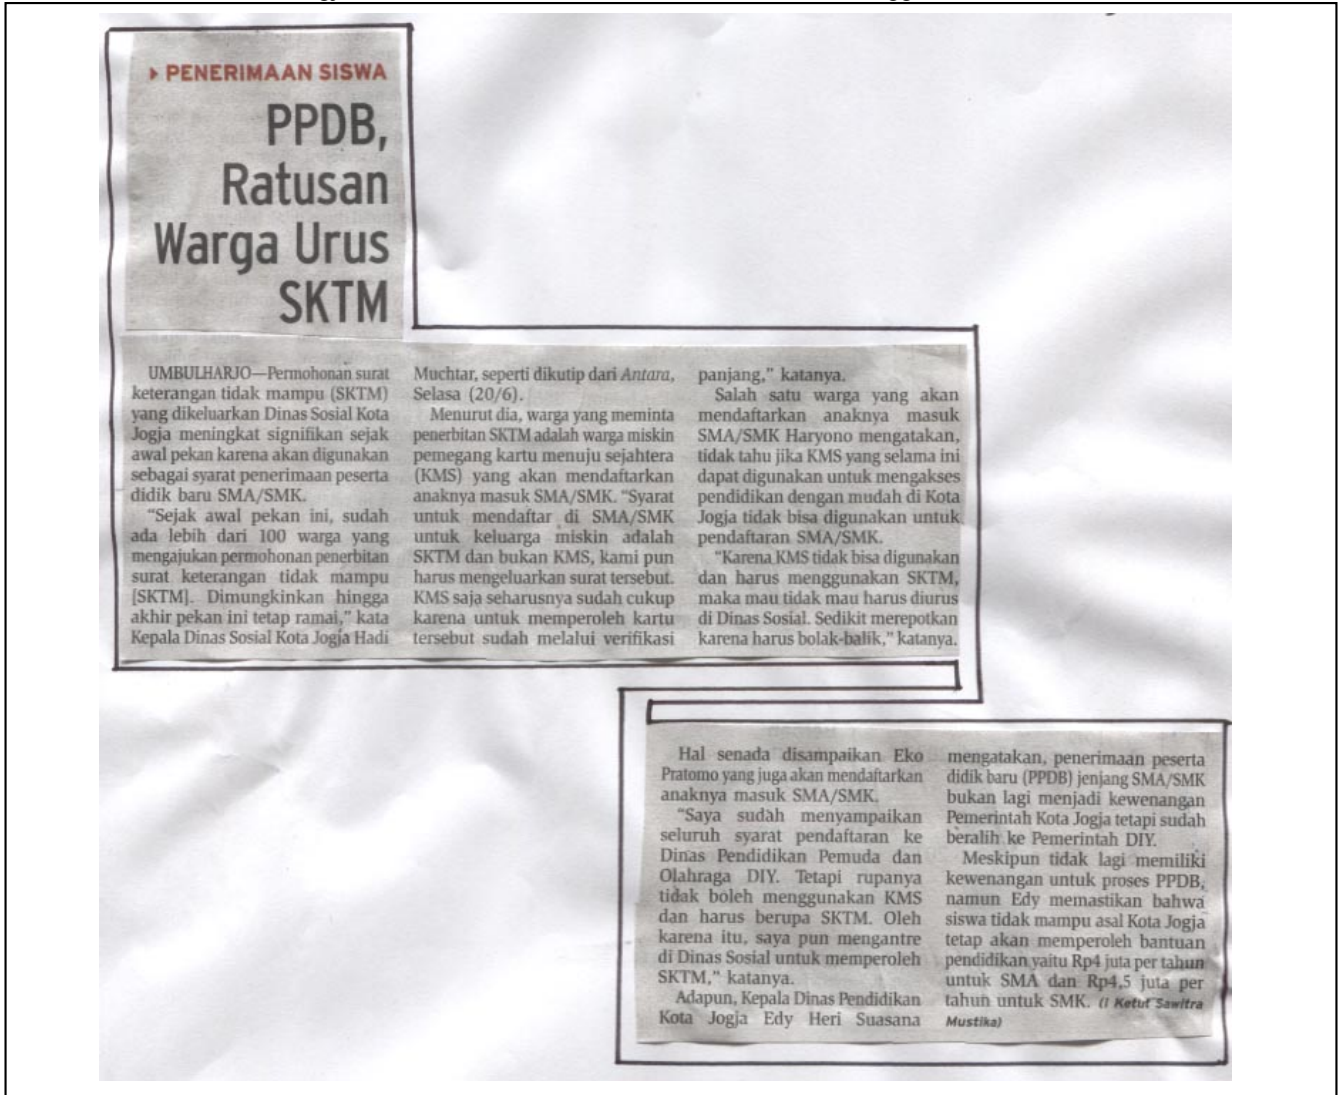 PENERIMAAN SISWA
PPDB,
Ratusan
Warga Urus
SKTM
UMBULHARJO—Permohonan surat
keterangan tidak mampu (SKTM)
yang dikeluarkan Dinas Sosial Kota
Jogja meningkat signifikan sejak
awal pekan karena akan digunakan
sebagai syarat penerimaan peserta
didik baru SMA/SMK.
"Sejak awal pekan ini, sudah
ada lebih dari 100 warga yang
mengajukan permohonan penerbitan
surat keterangan tidak mampu
[SKTM]. Dimungkinkan hingga
akhir pekan ini tetap ramai," kata
Kepala Dinas Sosial Kota Jogja Hadi
Muchtar, seperti dikutip dari Antara,
Selasa (20/6).
Menurut dia, warga yang meminta
penerbitan SKTM adalah warga miskin
pemegang kartu menuju sejahtera
(KMS) yang akan mendaftarkan
anaknya masuk SMA/SMK. "Syarat
untuk mendaftar di SMA/SMK
untuk keluarga miskin adalah
SKTM dan bukan KMS, kami pun
harus mengeluarkan surat tersebut.
KMS saja seharusnya sudah cukup
karena untuk memperoleh kartu
tersebut sudah melalui verifikasi
panjang," katanya.
Salah satu warga yang akan
mendaftarkan anaknya masuk
SMA/SMK Haryono mengatakan,
tidak tahu jika KMS yang selama ini
dapat digunakan untuk mengakses
pendidikan dengan mudah di Kota
Jogja tidak bisa digunakan untuk
pendaftaran SMA/SMK.
"Karena KMS tidak bisa digunakan
dan harus menggunakan SKTM,
maka mau tidak mau harus diurus
di Dinas Sosial. Sedikit merepotkan
karena harus bolak-balik," katanya.
Hal senada disampaikan Eko
Pratomo yang juga akan mendaftarkan
anaknya masuk SMA/SMK.
"Saya sudah menyampaikan
seluruh syarat pendaftaran ke
Dinas Pendidikan Pemuda dan
Olahraga DIY. Tetapi rupanya
tidak boleh menggunakan KMS
dan harus berupa SKTM. Oleh
karena itu, saya pun mengantre
di Dinas Sosial untuk memperoleh
SKTM," katanya.
Adapun, Kepala Dinas Pendidikan
Kota Jogja Edy Heri Suasana
mengatakan, penerimaan peserta
didik baru (PPDB) jenjang SMA/SMK
bukan lagi menjadi kewenangan
Pemerintah Kota Jogja tetapi sudah
beralih ke Pemerintah DIY.
Meskipun tidak lagi memiliki
kewenangan untuk proses PPDB,
namun Edy memastikan bahwa
siswa tidak mampu asal Kota Jogja
tetap akan memperoleh bantuan
pendidikan yaitu Rp4 juta per tahun
untuk SMA dan Rp4,5 juta per
tahun untuk SMK. (I Ketut Sawitra
Mustika)